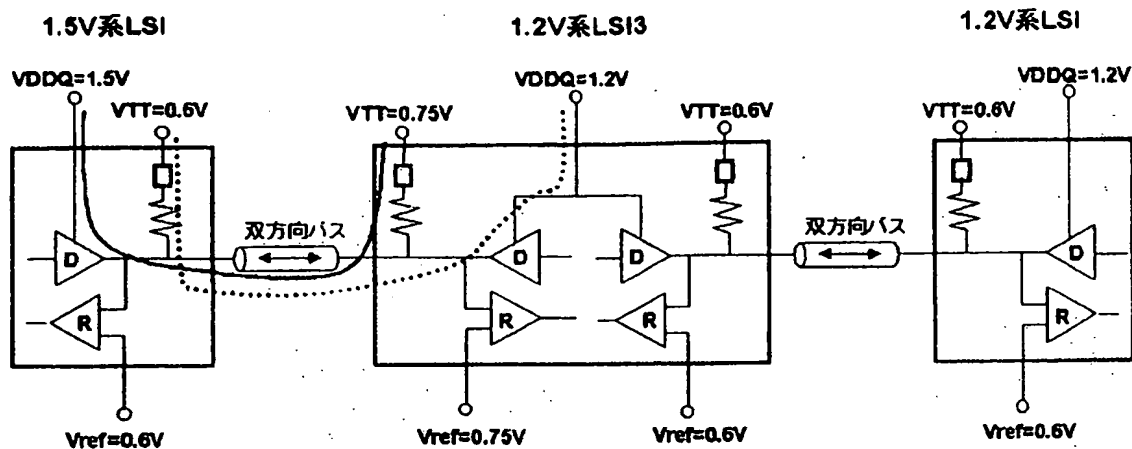 1.5V系LSI
1.2V系LSI3
1.2V系LSI
VDDQ=1.5V
VTT=0.6V
VTT=0.75V
VDDQ=1.2V
VTT=0.6V
VTT=0.6V
VDDQ=1.2V
双方向バス
双方向バス
D
D
D
D
R
R
R
R
Vref=0.6V
Vref=0.75V
Vref=0.6V
Vref=0.6V